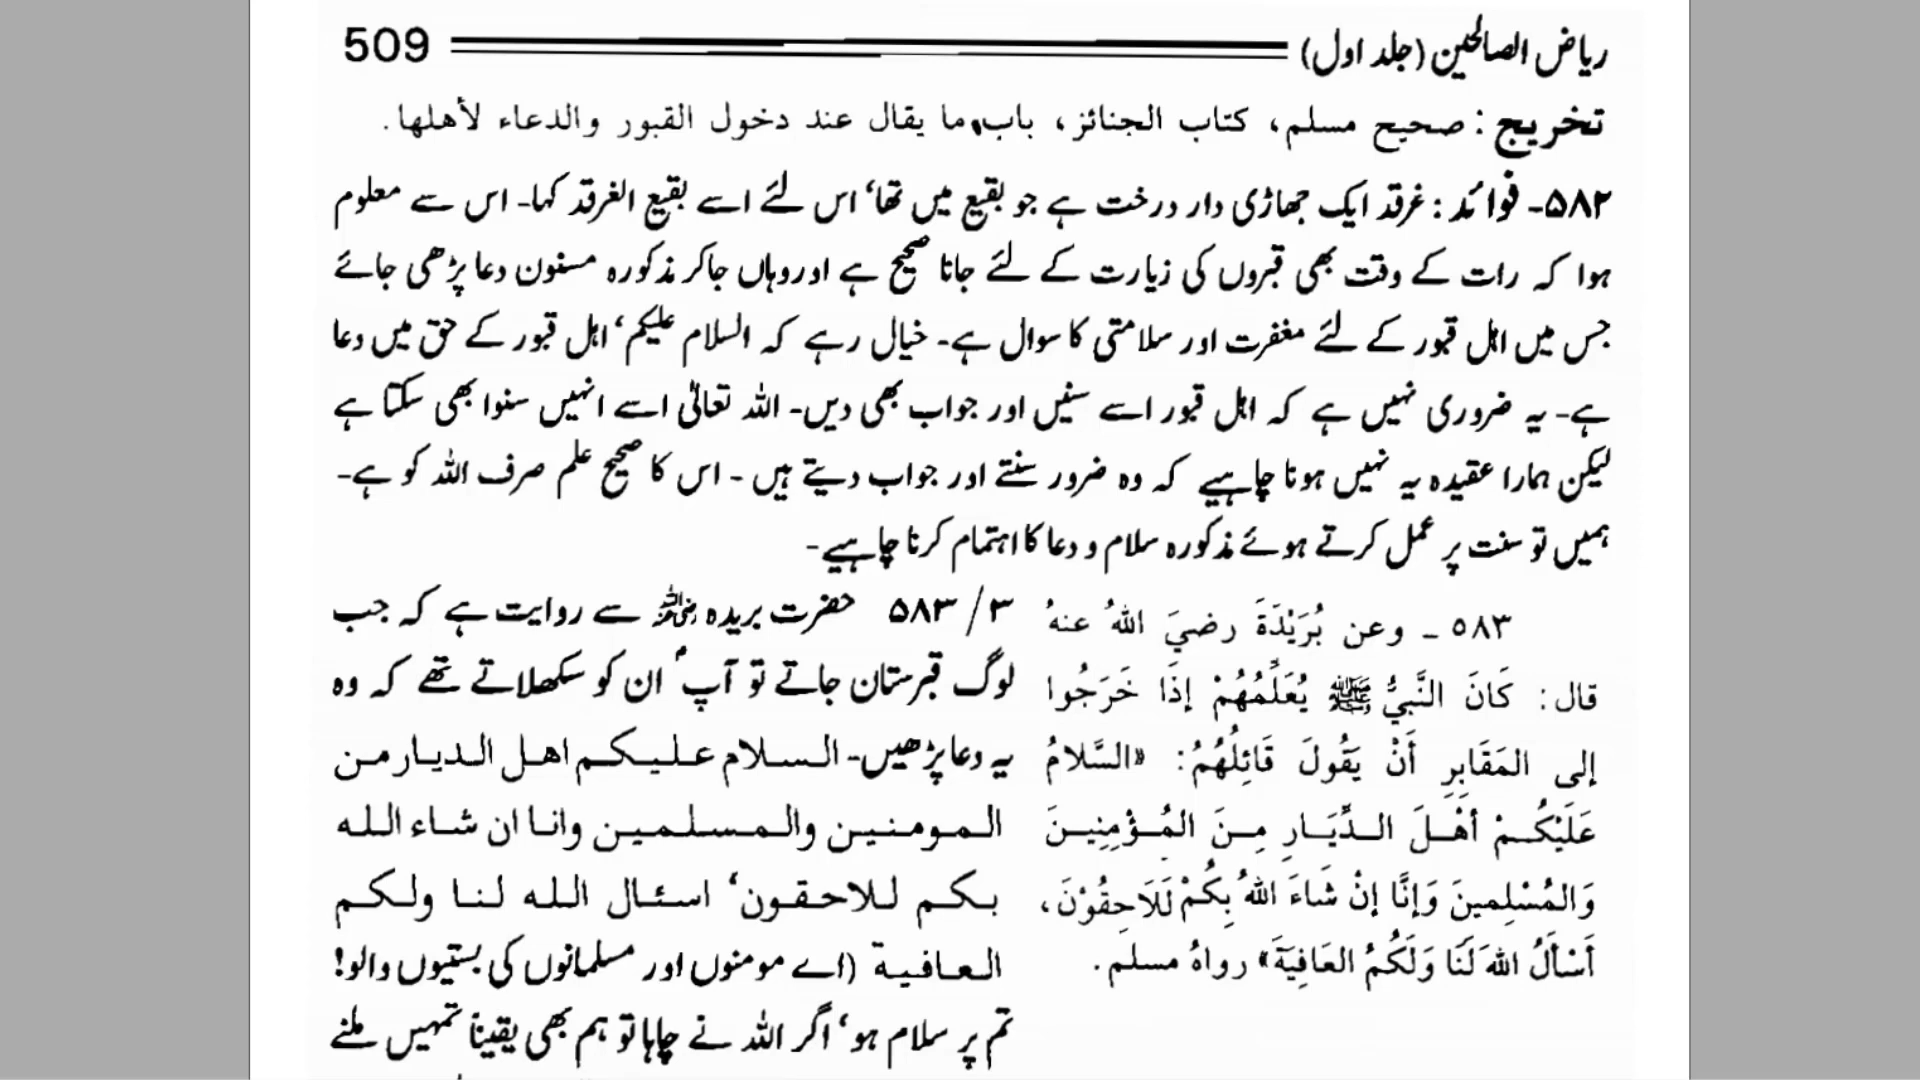 ریاض الصالحین (جلد اول) 509
تخریج : صحیح مسلم، کتاب الجنائز، باب ما یقال عند دخول القبور والدعاء لأهلها.
۵۸۲- فوائد : غرقد ایک جھاڑی دار درخت ہے جو بقیع میں تھا‘ اس لئے اسے بقیع الغرقد کہا- اس سے معلوم
ہوا کہ رات کے وقت بھی قبروں کی زیارت کے لئے جانا صحیح ہے اور وہاں جاکر مذکورہ مسنون دعا پڑھی جائے
جس میں اہل قبور کے لئے مغفرت اور سلامتی کا سوال ہے- خیال رہے کہ السلام علیکم‘ اہل قبور کے حق میں دعا
ہے- یہ ضروری نہیں ہے کہ اہل قبور اسے سنیں اور جواب بھی دیں- اللہ تعالیٰ اسے انہیں سنوا بھی سکتا ہے
لیکن ہمارا عقیدہ یہ نہیں ہونا چاہیے کہ وہ ضرور سنتے اور جواب دیتے ہیں - اس کا صحیح علم صرف اللہ کو ہے-
ہمیں تو سنت پر عمل کرتے ہوئے مذکورہ سلام و دعا کا اہتمام کرنا چاہیے-
٥٨٣ ـ وعن بُرَيْدَةَ رضيَ اللهُ عنهُ
قال: كَانَ النَّبيُّ ﷺ يُعَلِّمُهُمْ إذَا خَرَجُوا
إلى المَقَابِرِ أَنْ يَقُولَ قَائِلُهُمْ: «السَّلامُ
عَلَيْكُمْ أهْلَ الدِّيَارِ مِنَ المُؤْمِنِينَ
وَالمُسْلِمينَ وَإِنَّا إنْ شَاءَ اللهُ بِكُمْ لَلَاحِقُوْنَ،
أَسْأَلُ اللهَ لَنَا وَلَكُمُ العَافِيَةَ» رواهُ مسلم.
۳ / ۵۸۳ حضرت بریدہ رضی اللہ عنہ سے روایت ہے کہ جب
لوگ قبرستان جاتے تو آپؐ ان کو سکھلاتے تھے کہ وہ
یہ دعا پڑھیں- السلام علیکم اهل الدیار من
المومنین والمسلمین وانا ان شاء الله
بکم للاحقون‘ اسئال الله لنا ولکم
العافیة (اے مومنوں اور مسلمانوں کی بستیوں والو!
تم پر سلام ہو‘ اگر اللہ نے چاہا تو ہم بھی یقیناً تمہیں ملنے